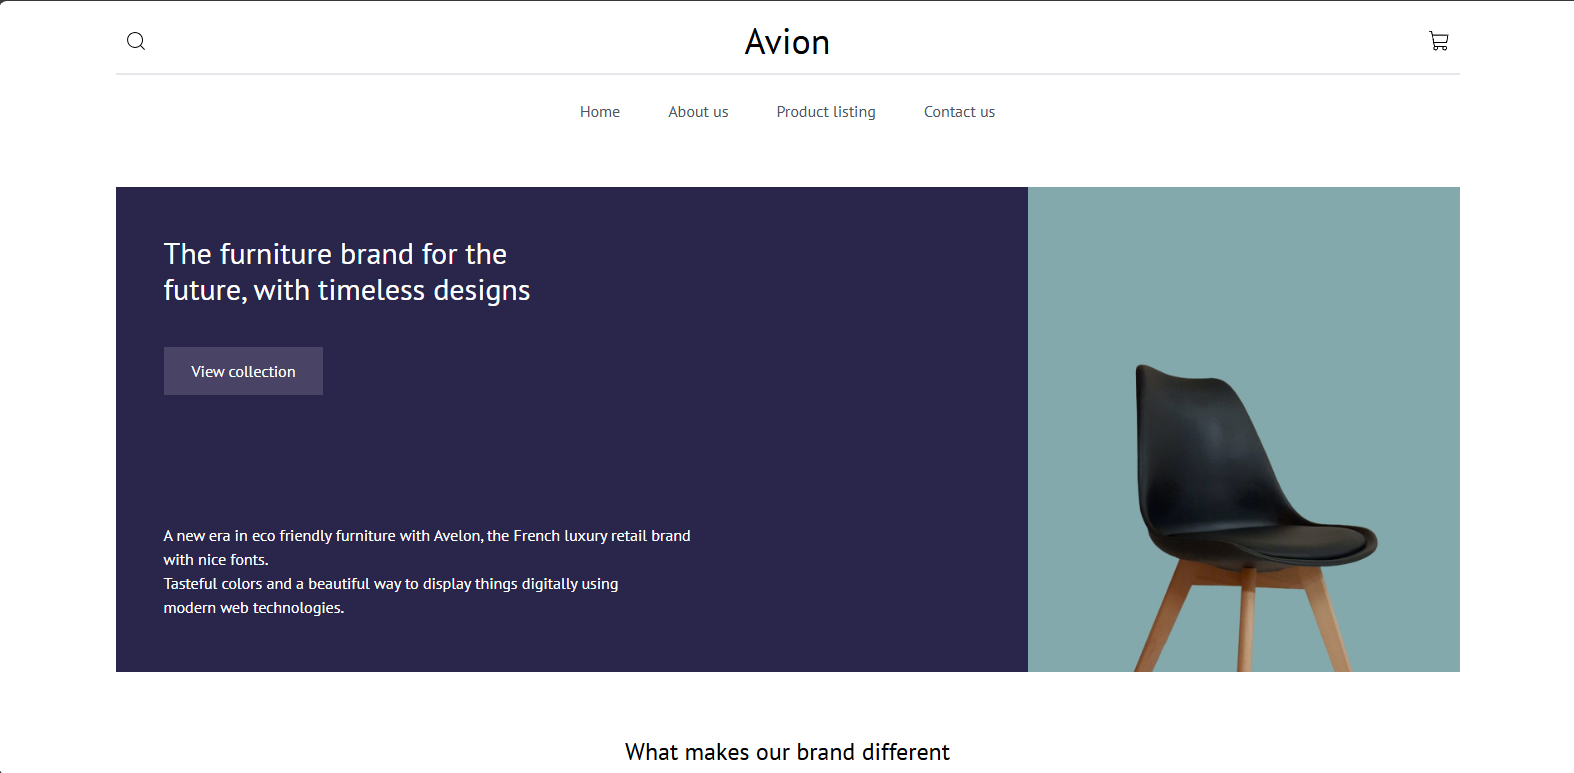 Avion
Home About us Product listing Contact us
The furniture brand for the
future, with timeless designs
View collection
A new era in eco friendly furniture with Avelon, the French luxury retail brand
with nice fonts.
Tasteful colors and a beautiful way to display things digitally using
modern web technologies.
What makes our brand different